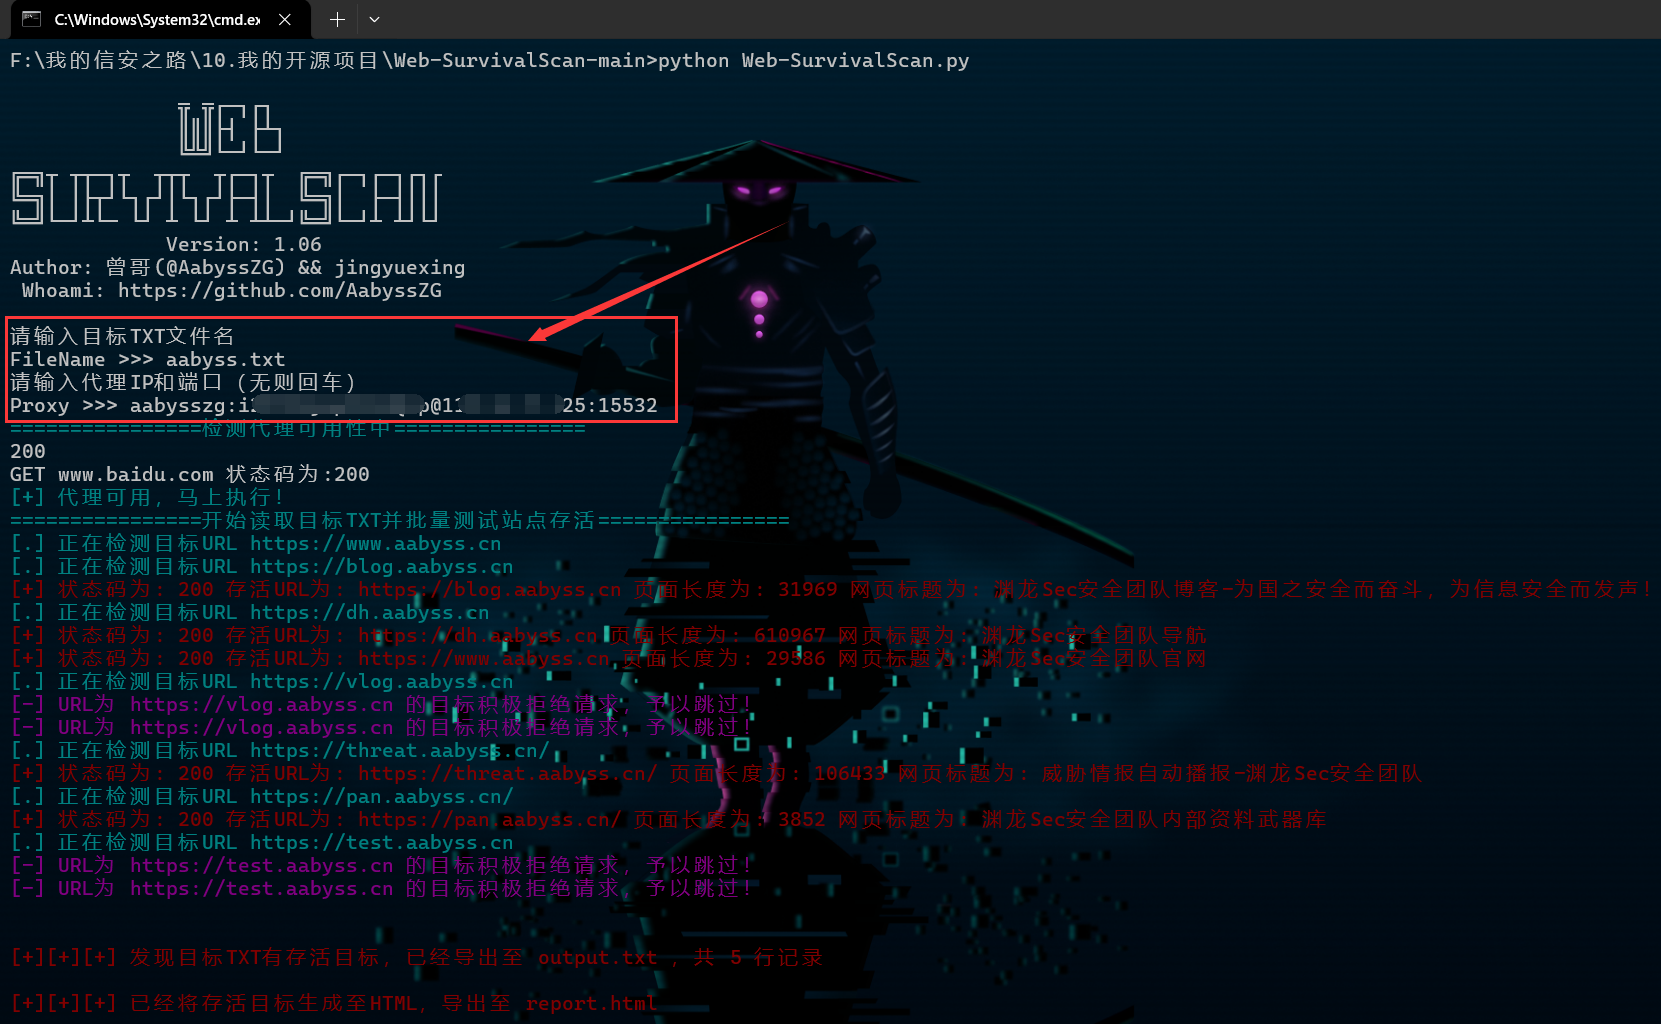 C:\Windows\System32\cmd.ex
F:\我的信安之路\10.我的开源项目\Web-SurvivalScan-main>python Web-SurvivalScan.py
WEB
SURVIVALSCAN
Version: 1.06
Author: 曾哥(@AabyssZG) && jingyuexing
Whoami: https://github.com/AabyssZG
请输入目标TXT文件名
FileName >>> aabyss.txt
请输入代理IP和端口（无则回车）
Proxy >>> aabysszg:i @11 25:15532
================检测代理可用性中================
200
GET www.baidu.com 状态码为:200
[+] 代理可用，马上执行！
================开始读取目标TXT并批量测试站点存活================
[.] 正在检测目标URL https://www.aabyss.cn
[.] 正在检测目标URL https://blog.aabyss.cn
[+] 状态码为: 200 存活URL为: https://blog.aabyss.cn 页面长度为: 31969 网页标题为: 渊龙Sec安全团队博客-为国之安全而奋斗，为信息安全而发声！
[.] 正在检测目标URL https://dh.aabyss.cn
[+] 状态码为: 200 存活URL为: https://dh.aabyss.cn 页面长度为: 610967 网页标题为: 渊龙Sec安全团队导航
[+] 状态码为: 200 存活URL为: https://www.aabyss.cn 页面长度为: 29586 网页标题为: 渊龙Sec安全团队官网
[.] 正在检测目标URL https://vlog.aabyss.cn
[-] URL为 https://vlog.aabyss.cn 的目标积极拒绝请求，予以跳过！
[-] URL为 https://vlog.aabyss.cn 的目标积极拒绝请求，予以跳过！
[.] 正在检测目标URL https://threat.aabyss.cn/
[+] 状态码为: 200 存活URL为: https://threat.aabyss.cn/ 页面长度为: 106433 网页标题为: 威胁情报自动播报-渊龙Sec安全团队
[.] 正在检测目标URL https://pan.aabyss.cn/
[+] 状态码为: 200 存活URL为: https://pan.aabyss.cn/ 页面长度为: 3852 网页标题为: 渊龙Sec安全团队内部资料武器库
[.] 正在检测目标URL https://test.aabyss.cn
[-] URL为 https://test.aabyss.cn 的目标积极拒绝请求，予以跳过！
[-] URL为 https://test.aabyss.cn 的目标积极拒绝请求，予以跳过！
[+][+][+] 发现目标TXT有存活目标，已经导出至 output.txt ，共 5 行记录
[+][+][+] 已经将存活目标生成至HTML，导出至 report.html